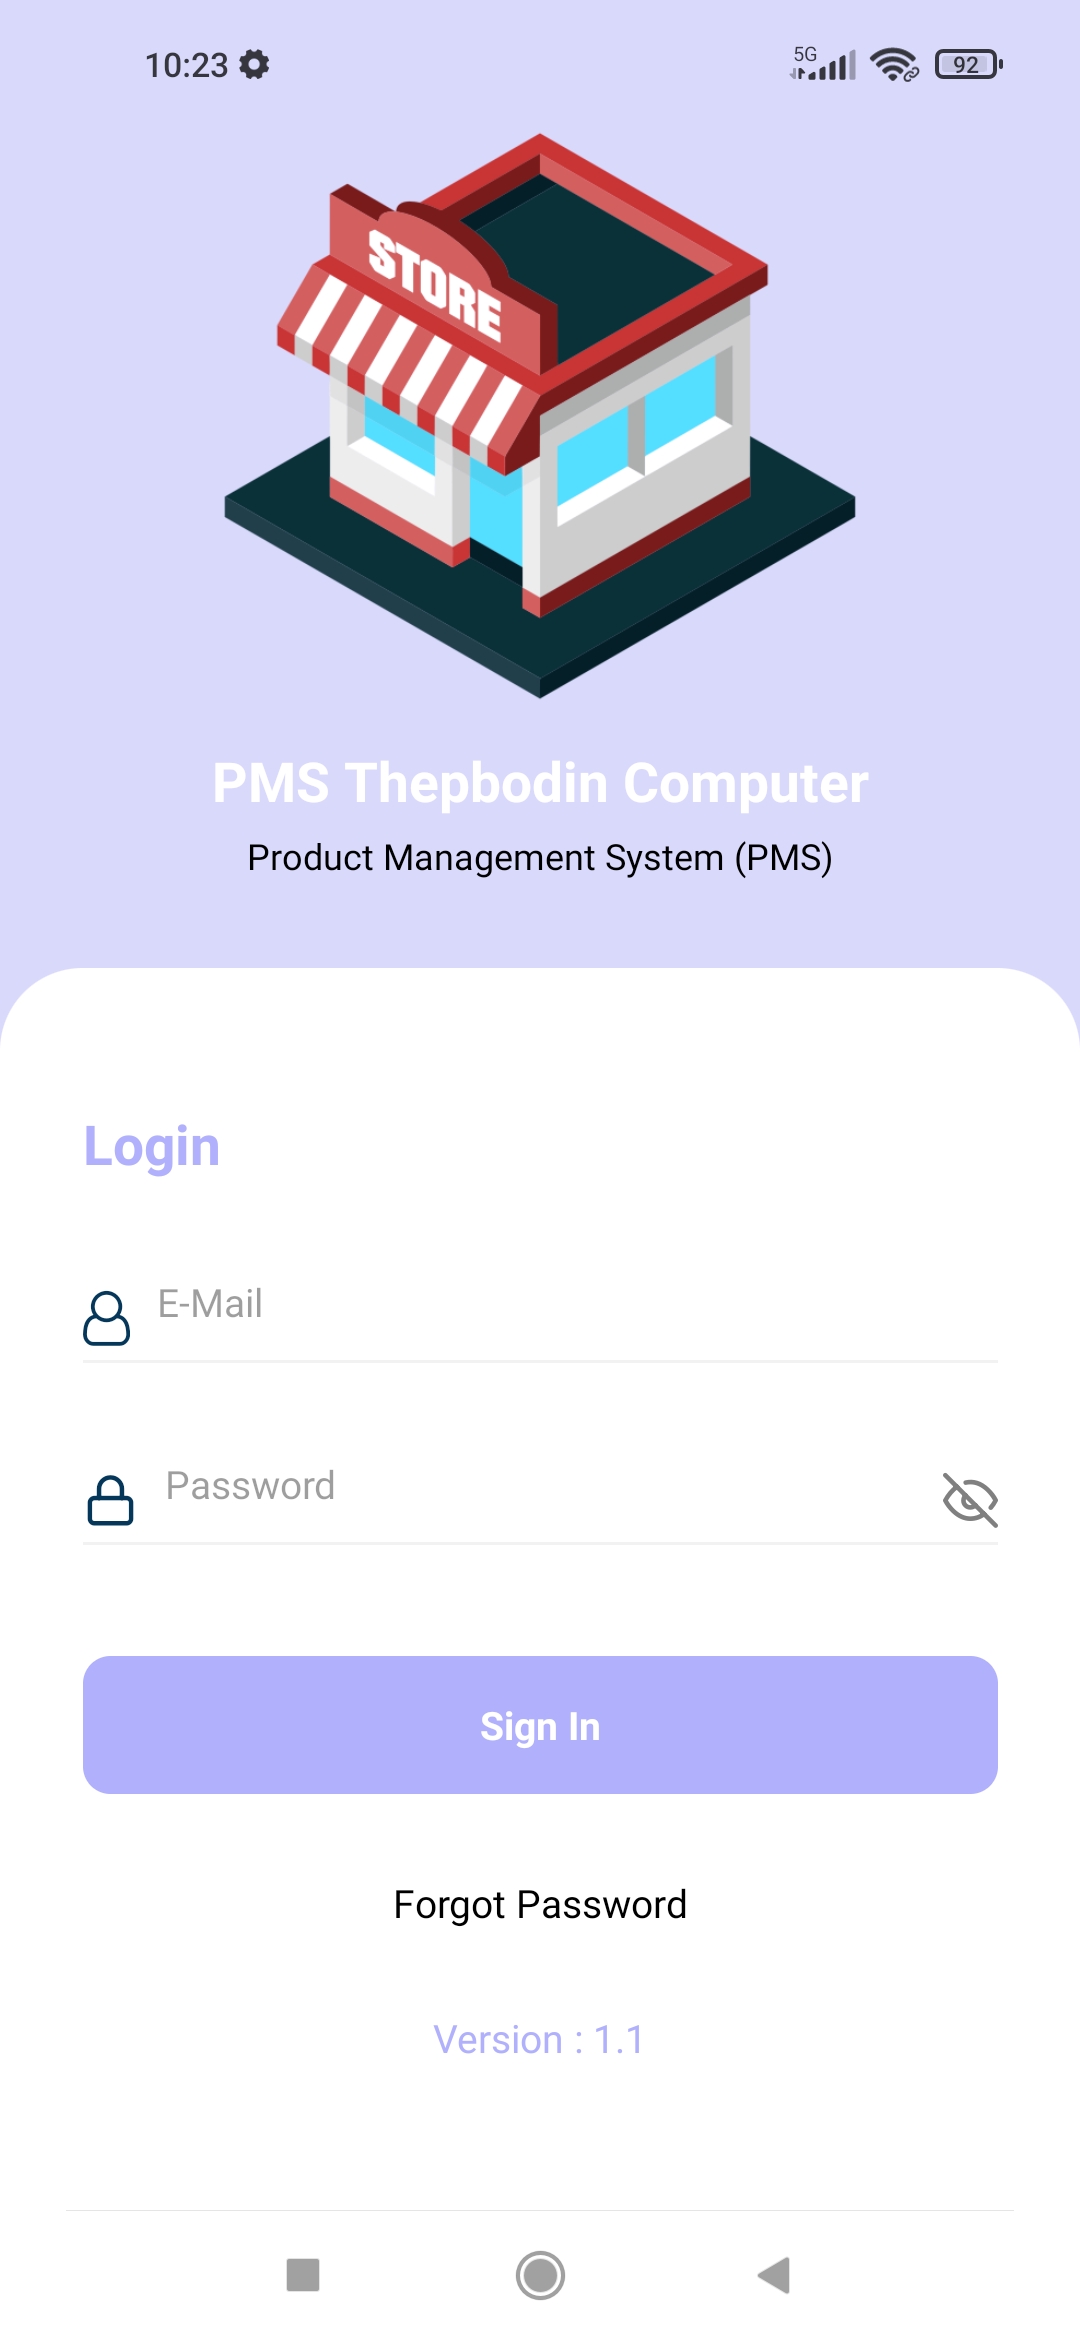 10:23
5G
92
STORE
PMS Thepbodin Computer
Product Management System (PMS)
Login
E-Mail
Password
Sign In
Forgot Password
Version : 1.1